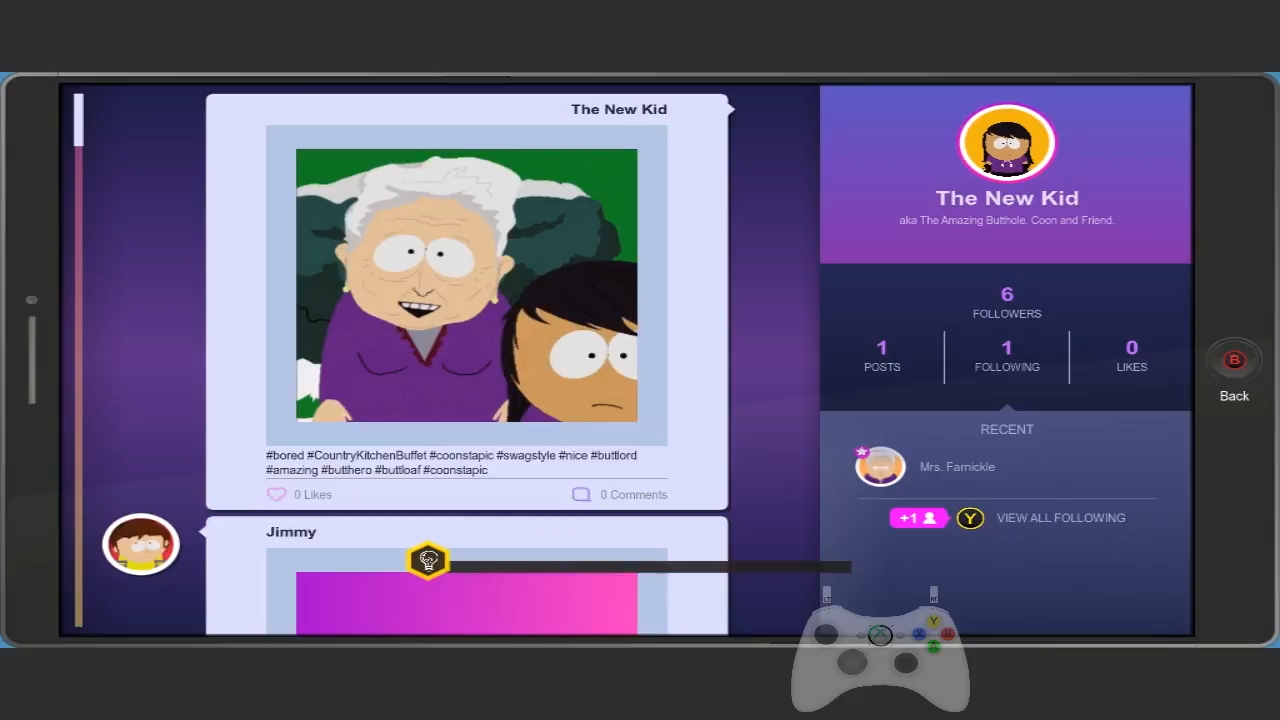 The New Kid
#bored #CountryKitchenBuffet #coonstapic #swagstyle #nice #buttlord
#amazing #butthero #buttloaf #coonstapic
0 Likes
0 Comments
Jimmy
The New Kid
aka The Amazing Butthole. Coon and Friend.
6
FOLLOWERS
1
POSTS
1
FOLLOWING
0
LIKES
RECENT
Mrs. Farnickle
+1
Y
VIEW ALL FOLLOWING
B
Back
LT
RT
Y
X
B
A